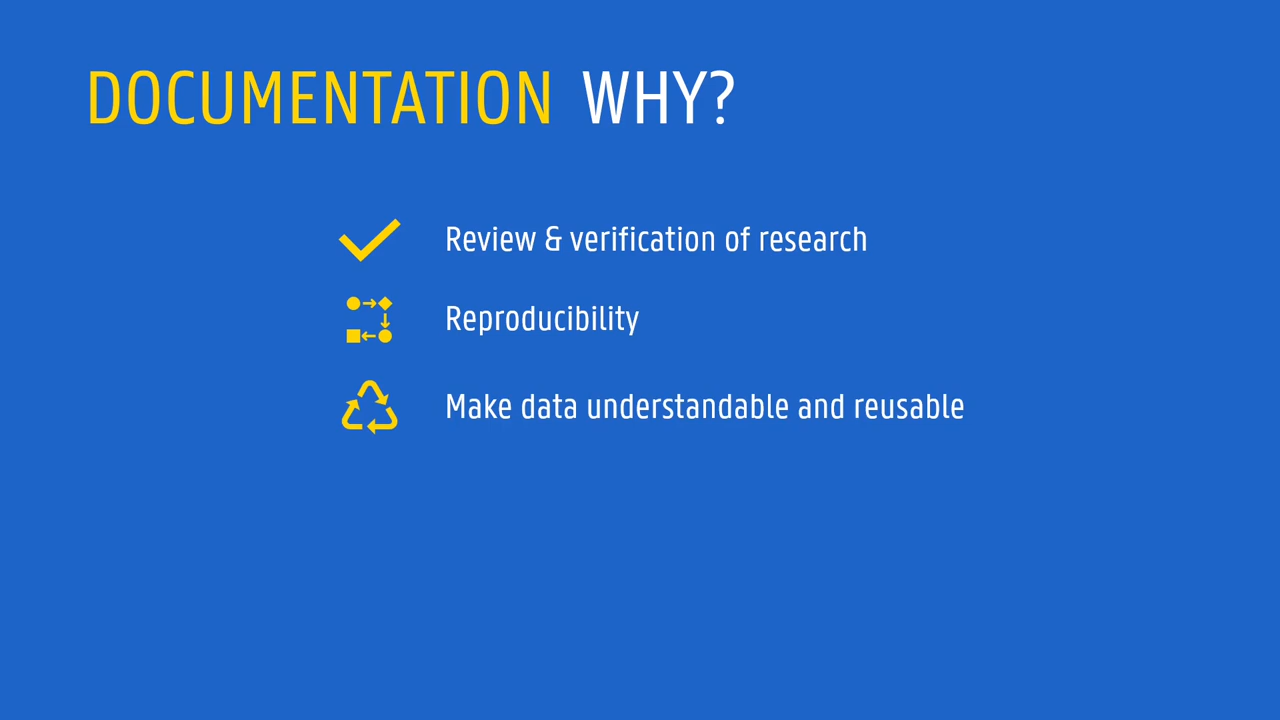 DOCUMENTATION WHY?
Review & verification of research
Reproducibility
Make data understandable and reusable